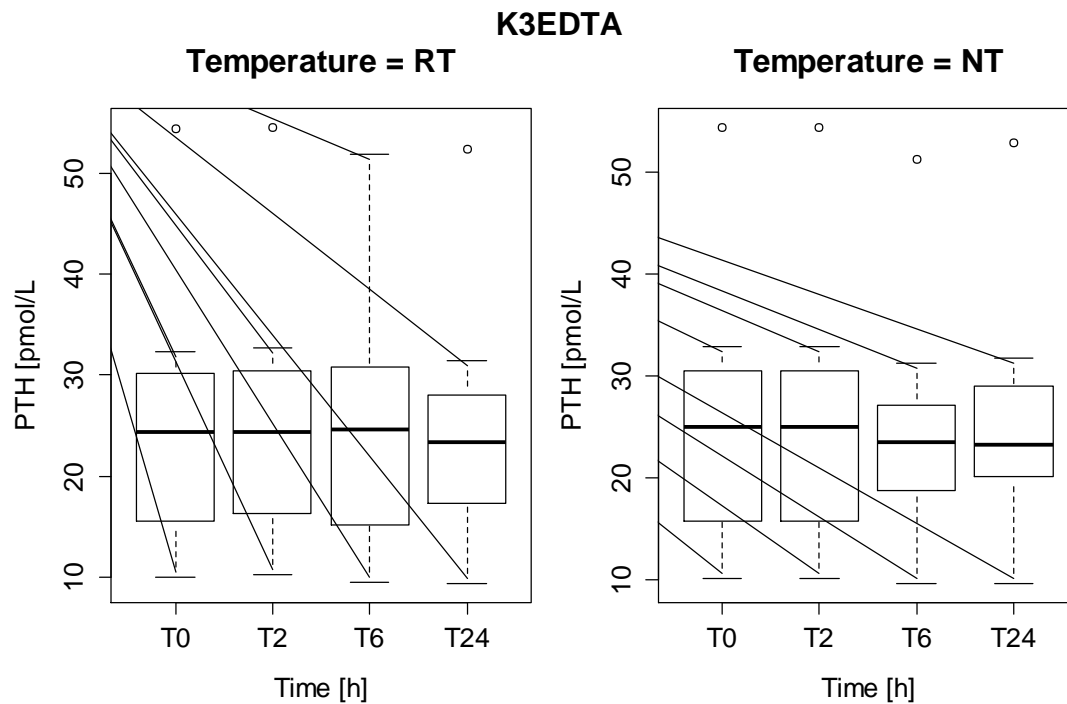 K3EDTA
Temperature = RT
Temperature = NT
PTH [pmol/L]
50
40
30
20
10
T0 T2 T6 T24
Time [h]
PTH [pmol/L]
50
40
30
20
10
T0 T2 T6 T24
Time [h]